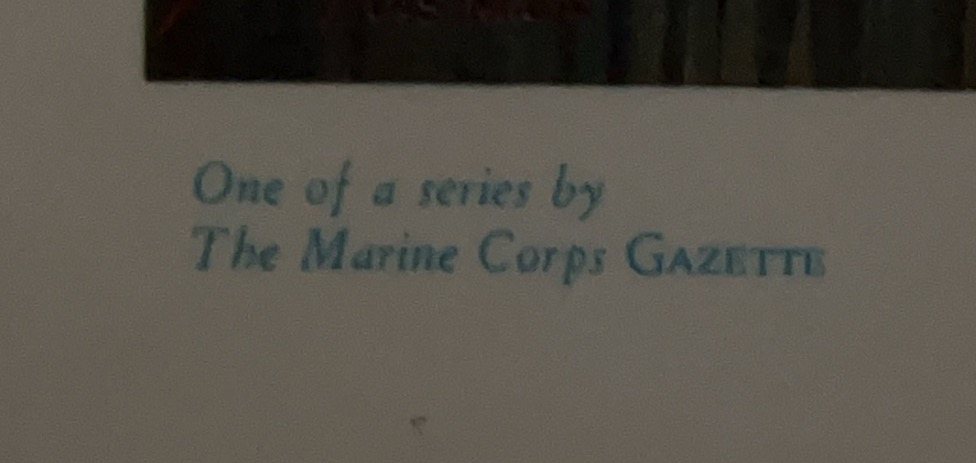 One of a series by
The Marine Corps GAZETTE